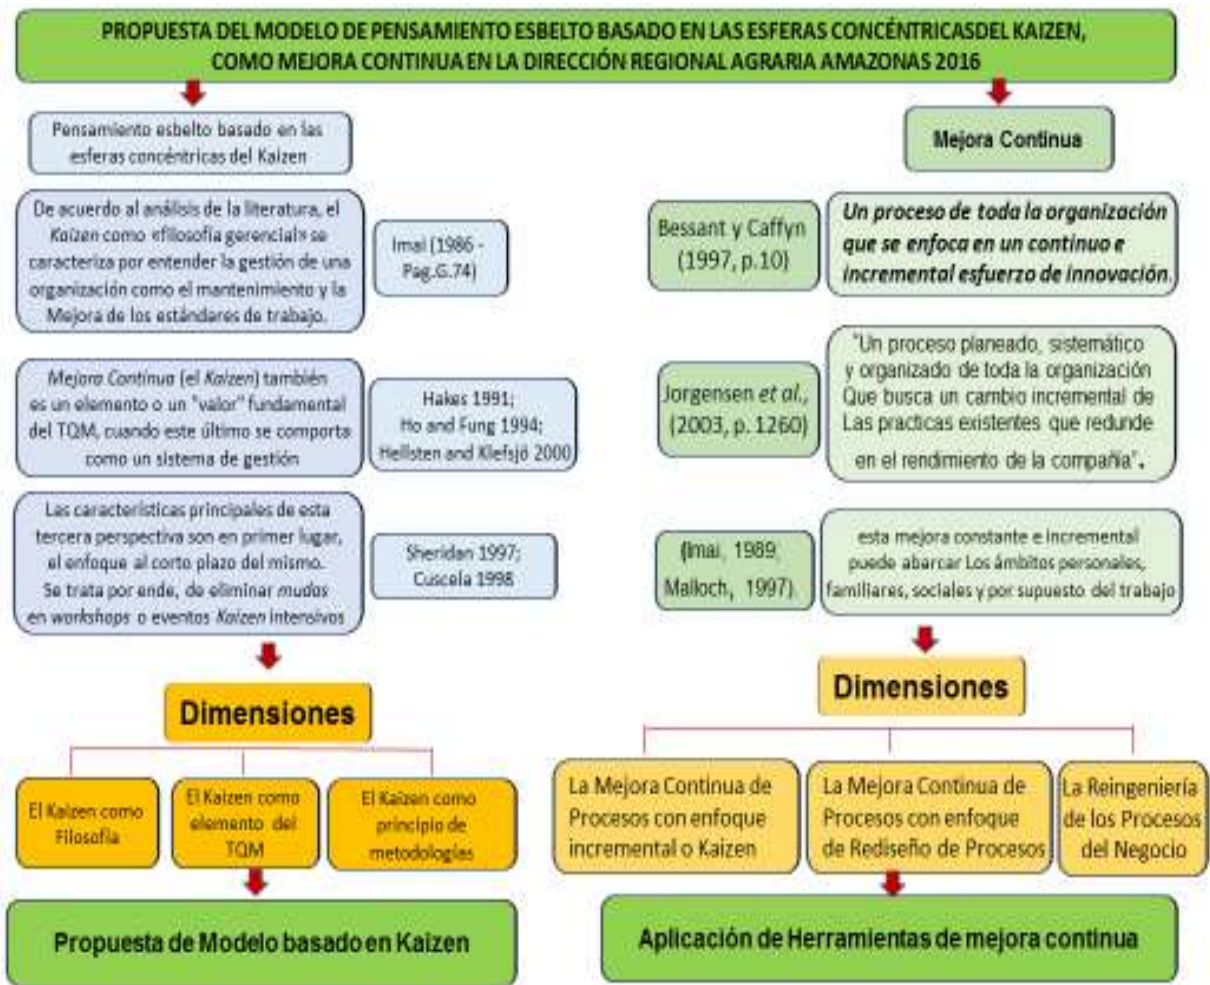 PROPUESTA DEL MODELO DE PENSAMIENTO ESBELTO BASADO EN LAS ESFERAS CONCÉNTRICASDEL KAIZEN,
COMO MEJORA CONTINUA EN LA DIRECCIÓN REGIONAL AGRARIA AMAZONAS 2016
Pensamiento esbelto basado en las
esferas concéntricas del Kaizen
De acuerdo al análisis de la literatura, el
Kaizen como «filosofía gerencial» se
caracteriza por entender la gestión de una
organización como el mantenimiento y la
Mejora de los estándares de trabajo.
Imai (1986 -
Pag.G.74)
Mejora Continua (el Kaizen) también
es un elemento o un "valor" fundamental
del TQM, cuando este último se comporta
como un sistema de gestión
Hakes 1991;
Ho and Fung 1994;
Hellsten and Klefsjö 2000
Las características principales de esta
tercera perspectiva son en primer lugar,
el enfoque al corto plazo del mismo.
Se trata por ende, de eliminar mudas
en workshops o eventos Kaizen intensivos
Sheridan 1997;
Cuscela 1998
Dimensiones
El Kaizen como
Filosofía
El Kaizen como
elemento del
TQM
El Kaizen como
principio de
metodologías
Propuesta de Modelo basado en Kaizen
Mejora Continua
Bessant y Caffyn
(1997, p.10)
Un proceso de toda la organización
que se enfoca en un continuo e
incremental esfuerzo de innovación.
Jorgensen et al.,
(2003, p. 1260)
"Un proceso planeado, sistemático
y organizado de toda la organización
Que busca un cambio incremental de
Las practicas existentes que redunde
en el rendimiento de la compañía".
(Imai, 1989;
Malloch, 1997).
esta mejora constante e incremental
puede abarcar Los ámbitos personales,
familiares, sociales y por supuesto del trabajo
Dimensiones
La Mejora Continua de
Procesos con enfoque
incremental o Kaizen
La Mejora Continua de
Procesos con enfoque
de Rediseño de Procesos
La Reingeniería
de los Procesos
del Negocio
Aplicación de Herramientas de mejora continua